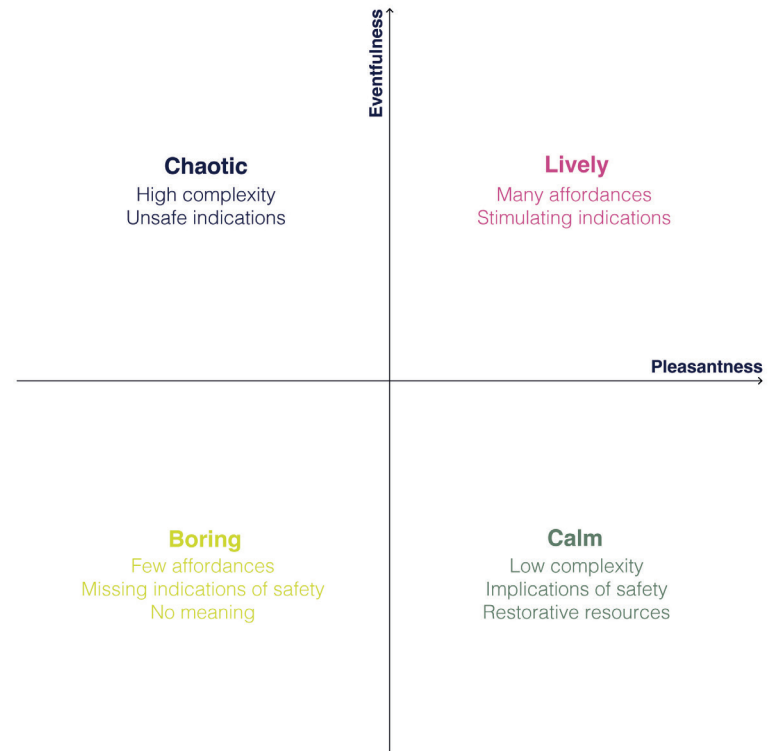 Eventfulness
Chaotic
High complexity
Unsafe indications
Lively
Many affordances
Stimulating indications
Pleasantness
Boring
Few affordances
Missing indications of safety
No meaning
Calm
Low complexity
Implications of safety
Restorative resources